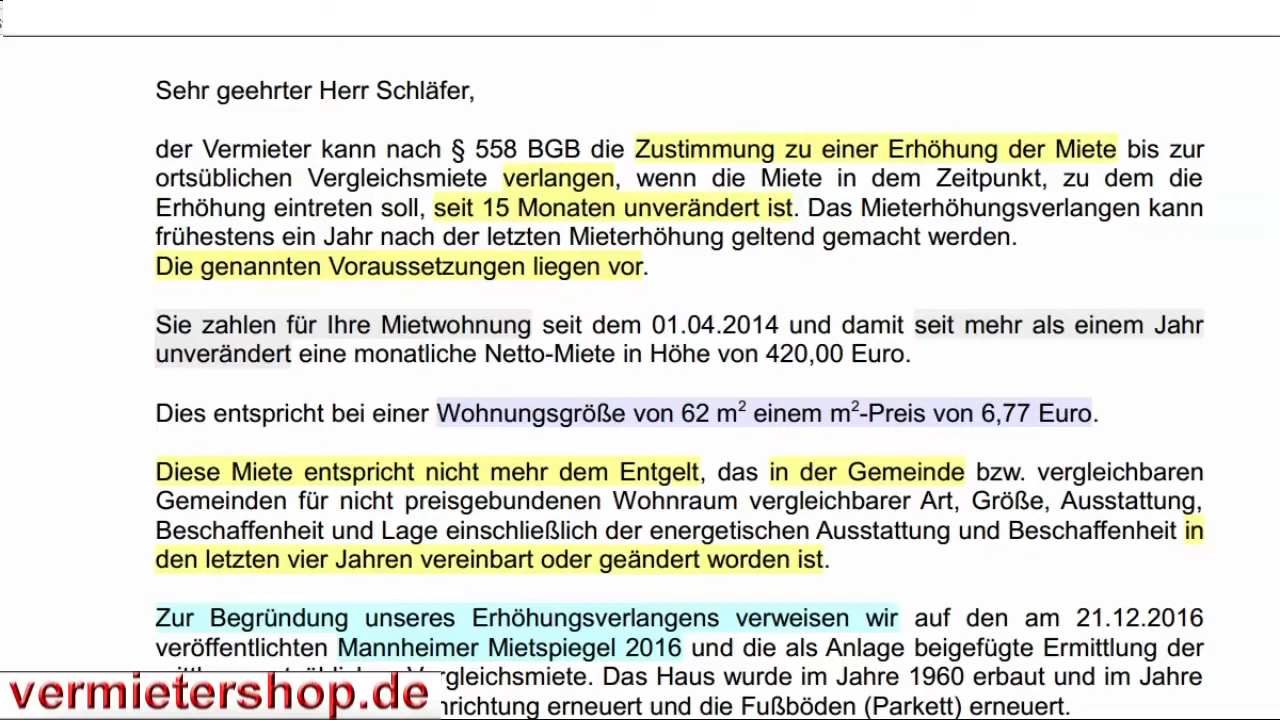 Sehr geehrter Herr Schläfer,
der Vermieter kann nach § 558 BGB die Zustimmung zu einer Erhöhung der Miete bis zur
ortsüblichen Vergleichsmiete verlangen, wenn die Miete in dem Zeitpunkt, zu dem die
Erhöhung eintreten soll, seit 15 Monaten unverändert ist. Das Mieterhöhungsverlangen kann
frühestens ein Jahr nach der letzten Mieterhöhung geltend gemacht werden.
Die genannten Voraussetzungen liegen vor.
Sie zahlen für Ihre Mietwohnung seit dem 01.04.2014 und damit seit mehr als einem Jahr
unverändert eine monatliche Netto-Miete in Höhe von 420,00 Euro.
Dies entspricht bei einer Wohnungsgröße von 62 m² einem m²-Preis von 6,77 Euro.
Diese Miete entspricht nicht mehr dem Entgelt, das in der Gemeinde bzw. vergleichbaren
Gemeinden für nicht preisgebundenen Wohnraum vergleichbarer Art, Größe, Ausstattung,
Beschaffenheit und Lage einschließlich der energetischen Ausstattung und Beschaffenheit in
den letzten vier Jahren vereinbart oder geändert worden ist.
Zur Begründung unseres Erhöhungsverlangens verweisen wir auf den am 21.12.2016
veröffentlichten Mannheimer Mietspiegel 2016 und die als Anlage beigefügte Ermittlung der
Das Haus wurde im Jahre 1960 erbaut und im Jahre
erneuert und die Fußböden (Parkett) erneuert.
vermietershop.de